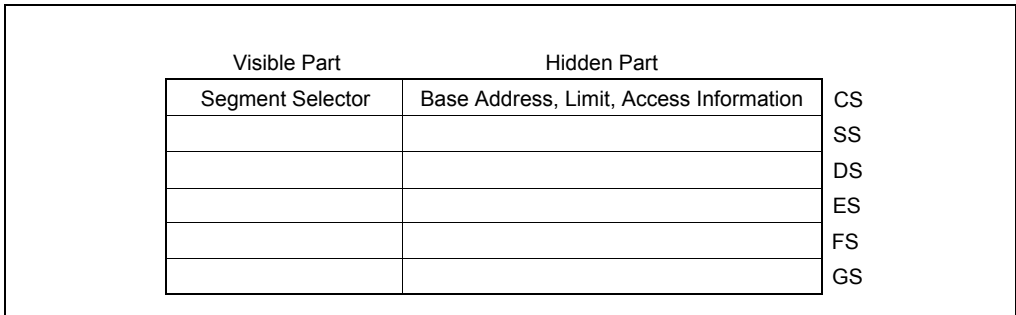 Visible Part Hidden Part
Segment Selector Base Address, Limit, Access Information CS
SS
DS
ES
FS
GS